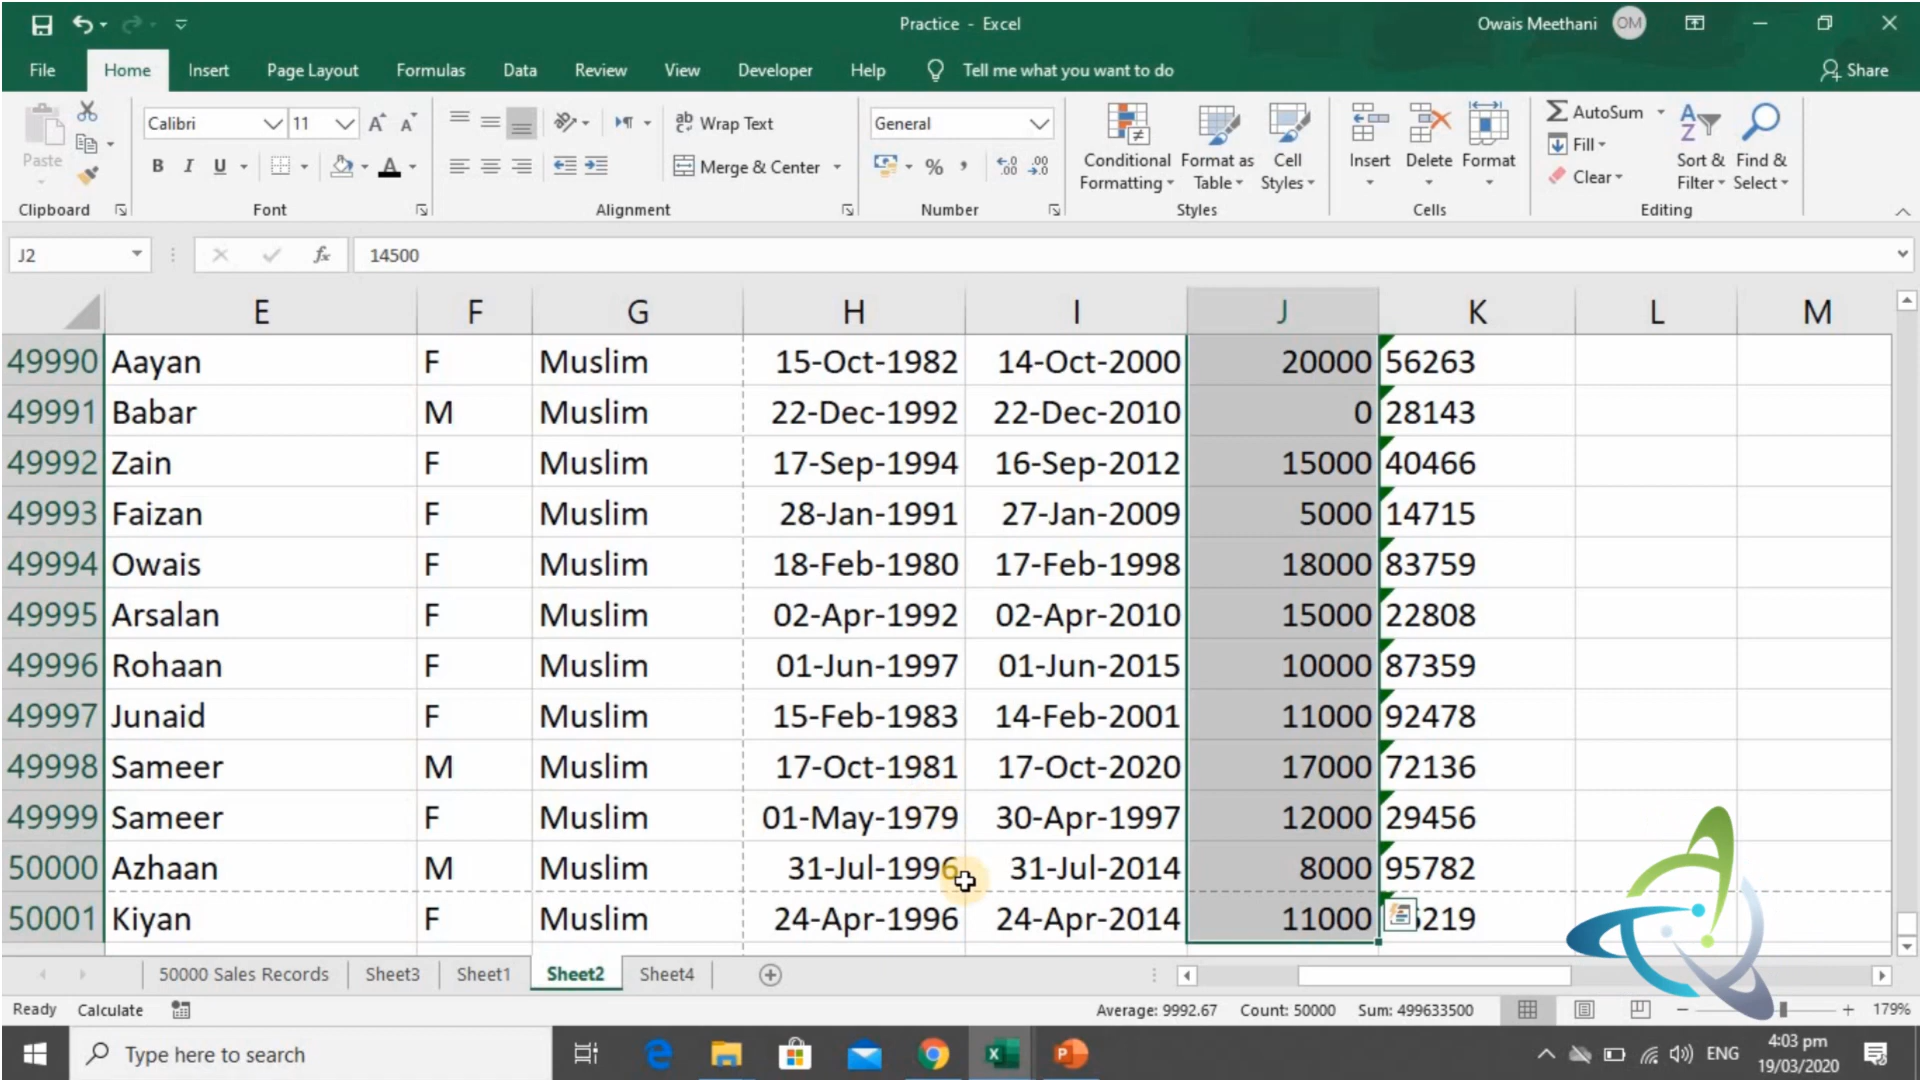 Practice - Excel
Owais Meethani OM
File Home Insert Page Layout Formulas Data Review View Developer Help Tell me what you want to do Share
Paste
Clipboard
Calibri 11 A A
B I U A
Font
Wrap Text
Merge & Center
Alignment
General
% , .00 .00
Number
Conditional Formatting
Format as Table
Cell Styles
Styles
Insert Delete Format
Cells
AutoSum
Fill
Clear
Sort & Filter
Find & Select
Editing
J2 fx 14500
E F G H I J K L M
49990 Aayan F Muslim 15-Oct-1982 14-Oct-2000 20000 56263
49991 Babar M Muslim 22-Dec-1992 22-Dec-2010 0 28143
49992 Zain F Muslim 17-Sep-1994 16-Sep-2012 15000 40466
49993 Faizan F Muslim 28-Jan-1991 27-Jan-2009 5000 14715
49994 Owais F Muslim 18-Feb-1980 17-Feb-1998 18000 83759
49995 Arsalan F Muslim 02-Apr-1992 02-Apr-2010 15000 22808
49996 Rohaan F Muslim 01-Jun-1997 01-Jun-2015 10000 87359
49997 Junaid F Muslim 15-Feb-1983 14-Feb-2001 11000 92478
49998 Sameer M Muslim 17-Oct-1981 17-Oct-2020 17000 72136
49999 Sameer F Muslim 01-May-1979 30-Apr-1997 12000 29456
50000 Azhaan M Muslim 31-Jul-1996 31-Jul-2014 8000 95782
50001 Kiyan F Muslim 24-Apr-1996 24-Apr-2014 11000
50000 Sales Records Sheet3 Sheet1 Sheet2 Sheet4
Ready Calculate Average: 9992.67 Count: 50000 Sum: 499633500 179%
Type here to search
ENG
4:03 pm
19/03/2020